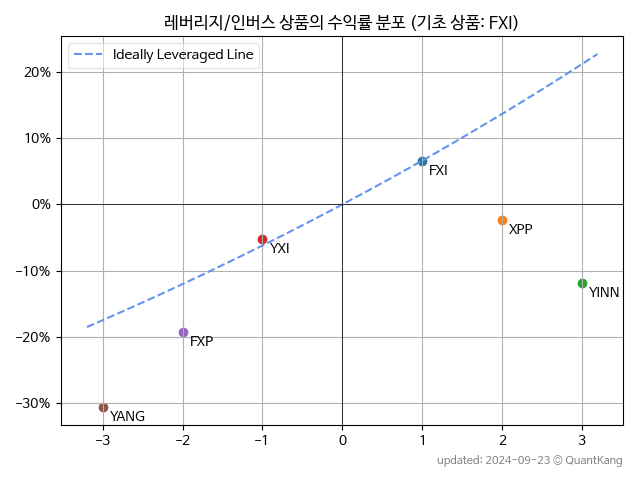 레버리지/인버스 상품의 수익률 분포 (기초 상품: FXI)
Ideally Leveraged Line
20%
10%
0%
−10%
−20%
−30%
FXI
XPP
YXI
YINN
FXP
YANG
−3 −2 −1 0 1 2 3
updated: 2024-09-23 © QuantKang